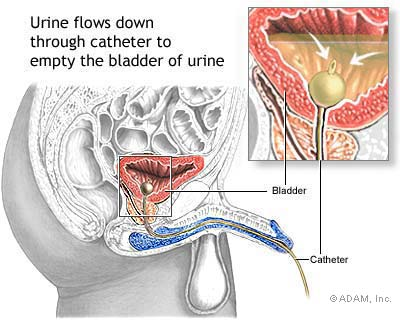 Urine flows down
through catheter to
empty the bladder of urine
Bladder
Catheter
© ADAM, Inc.